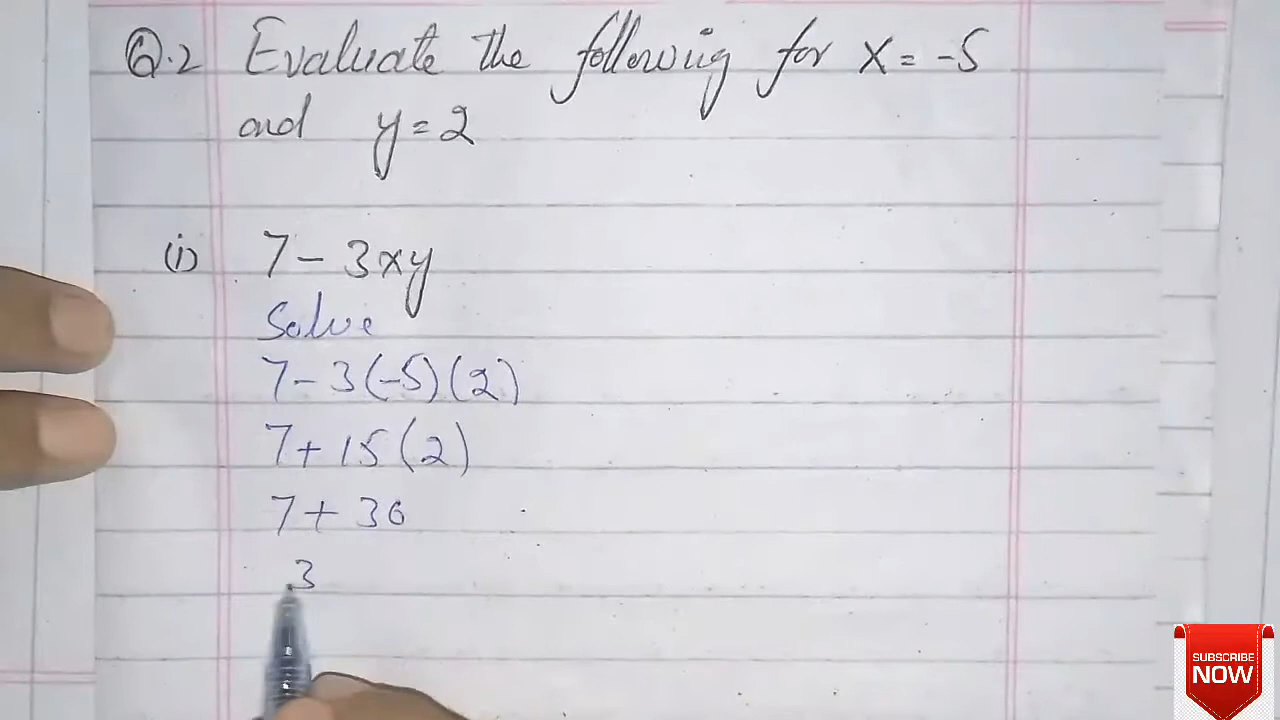 Q.2 Evaluate the following for x = -5
and y = 2
(i) 7 - 3xy
Solve
7 - 3(-5)(2)
7 + 15(2)
7 + 30
3
SUBSCRIBE
NOW